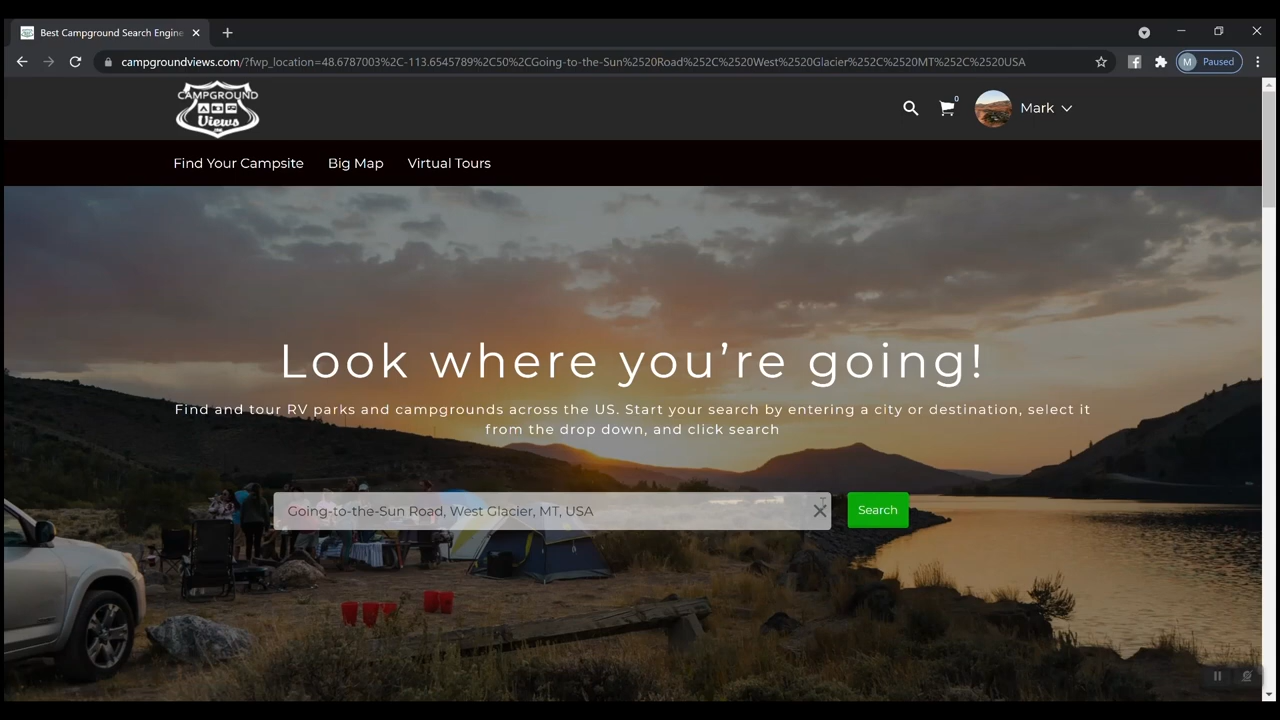 Best Campground Search Engine
campgroundviews.com/?fwp_location=48.6787003%2C-113.6545789%2C50%2CGoing-to-the-Sun%2520Road%252C%2520West%2520Glacier%252C%2520MT%252C%2520USA
M Paused
CAMPGROUND
Views
.COM
0
Mark
Find Your Campsite Big Map Virtual Tours
Look where you’re going!
Find and tour RV parks and campgrounds across the US. Start your search by entering a city or destination, select it
from the drop down, and click search
Going-to-the-Sun Road, West Glacier, MT, USA
Search